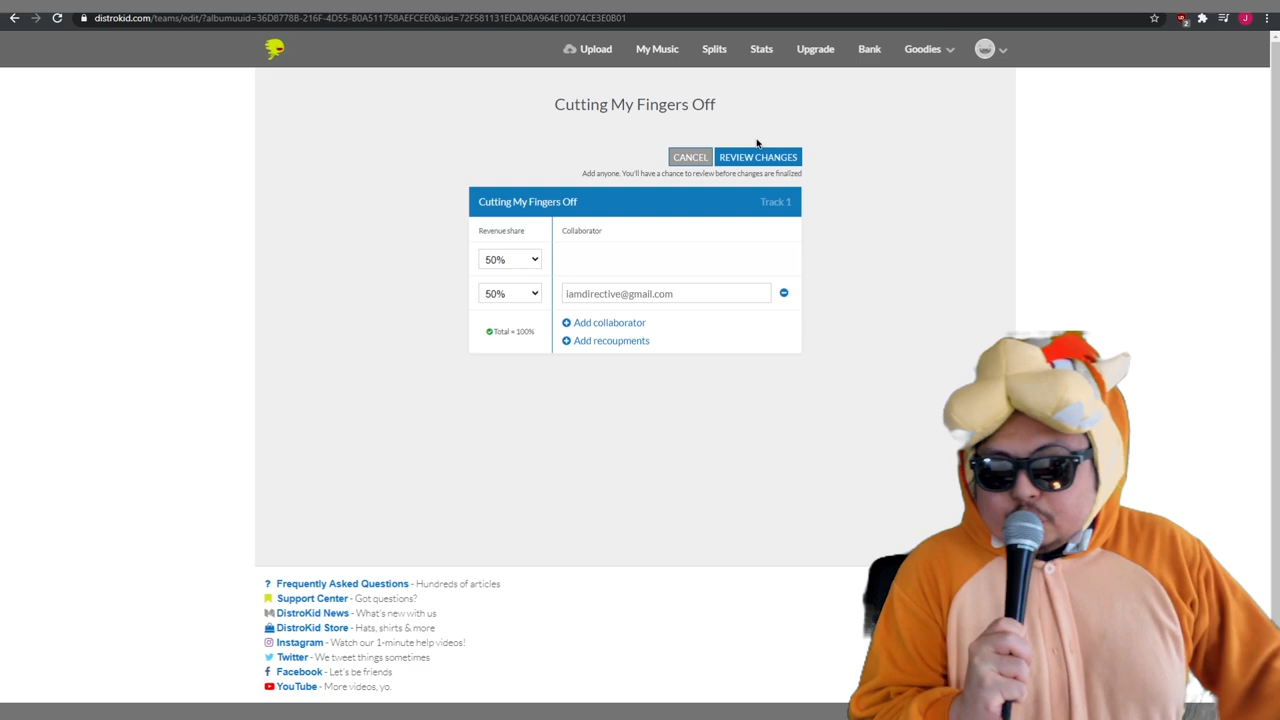 distrokid.com/teams/edit/?albumuuid=36D8778B-216F-4D55-B0A511758AEFCEE0&sid=72F581131EDAD8A964E10D74CE3E0B01
2
J
Upload My Music Splits Stats Upgrade Bank Goodies
Cutting My Fingers Off
CANCEL REVIEW CHANGES
Add anyone. You'll have a chance to review before changes are finalized
Cutting My Fingers Off Track 1
Revenue share Collaborator
50%
50% iamdirective@gmail.com
Total = 100%
Add collaborator
Add recoupments
? Frequently Asked Questions - Hundreds of articles
Support Center - Got questions?
DistroKid News - What's new with us
DistroKid Store - Hats, shirts & more
Instagram - Watch our 1-minute help videos!
Twitter - We tweet things sometimes
Facebook - Let's be friends
YouTube - More videos, yo.